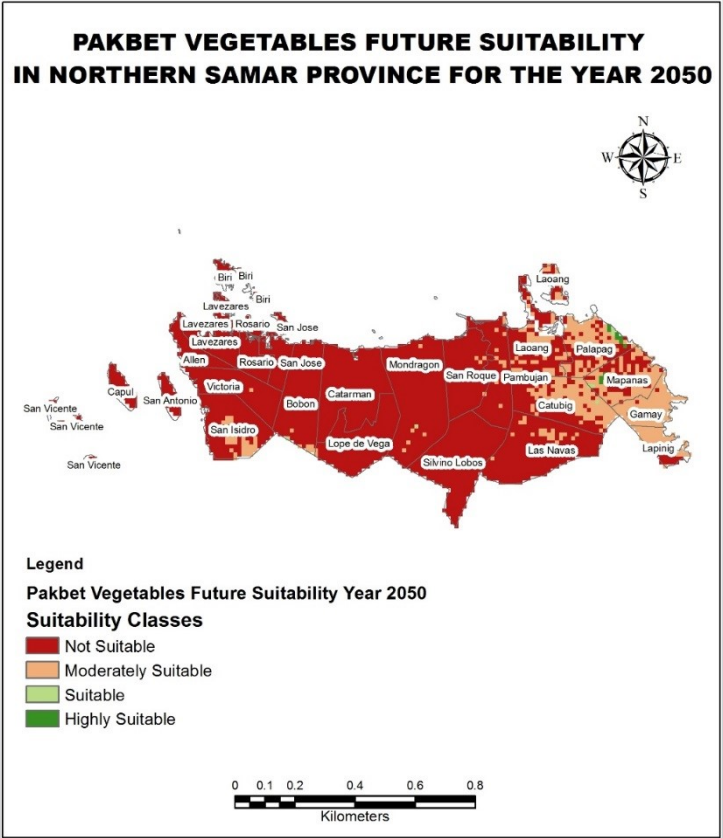 PAKBET VEGETABLES FUTURE SUITABILITY
IN NORTHERN SAMAR PROVINCE FOR THE YEAR 2050
N
W
E
S
Biri
Biri
Laoang
Biri
Lavezares
Lavezares
Rosario
San Jose
Lavezares
Laoang
Palapag
Allen
Rosario
San Jose
Mondragon
San Roque
Pambujan
Mapanas
Capul
San Antonio
Victoria
Catarman
Bobon
Catubig
Gamay
San Vicente
San Vicente
San Isidro
Lope de Vega
Las Navas
Lapinig
San Vicente
Silvino Lobos
Legend
Pakbet Vegetables Future Suitability Year 2050
Suitability Classes
Not Suitable
Moderately Suitable
Suitable
Highly Suitable
0 0.1 0.2 0.4 0.6 0.8
Kilometers